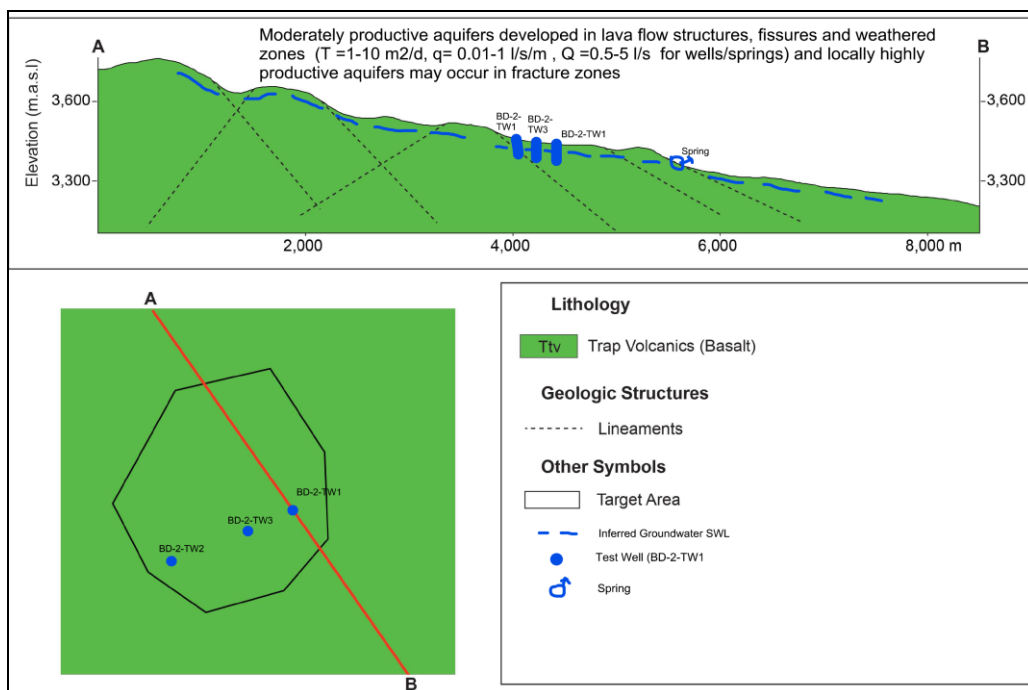 Moderately productive aquifers developed in lava flow structures, fissures and weathered
zones (T =1-10 m2/d, q= 0.01-1 l/s/m , Q =0.5-5 l/s for wells/springs) and locally highly
productive aquifers may occur in fracture zones
A
B
Elevation (m.a.s.l)
3,600
3,600
3,300
3,300
BD-2-
TW1
BD-2-
TW3
BD-2-TW1
Spring
2,000
4,000
6,000
8,000 m
A
BD-2-TW1
BD-2-TW3
BD-2-TW2
B
Lithology
Ttv
Trap Volcanics (Basalt)
Geologic Structures
Lineaments
Other Symbols
Target Area
Inferred Groundwater SWL
Test Well (BD-2-TW1
Spring